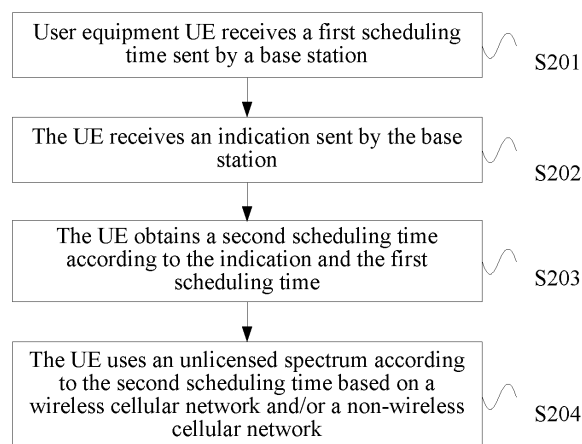 User equipment UE receives a first scheduling
time sent by a base station
S201
The UE receives an indication sent by the base
station
S202
The UE obtains a second scheduling time
according to the indication and the first
scheduling time
S203
The UE uses an unlicensed spectrum according
to the second scheduling time based on a
wireless cellular network and/or a non-wireless
cellular network
S204